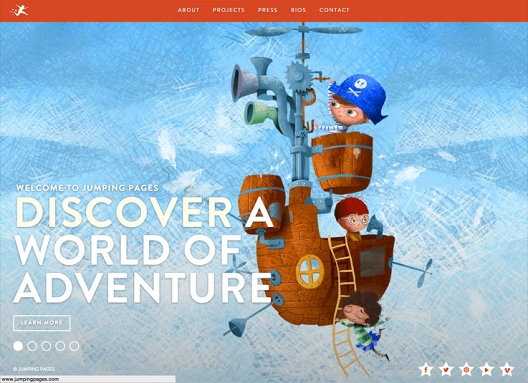 ABOUT PROJECTS PRESS BIOS CONTACT
WELCOME TO JUMPING PAGES
DISCOVER A
WORLD OF
ADVENTURE
LEARN MORE
© JUMPING PAGES
www.jumpingpages.com